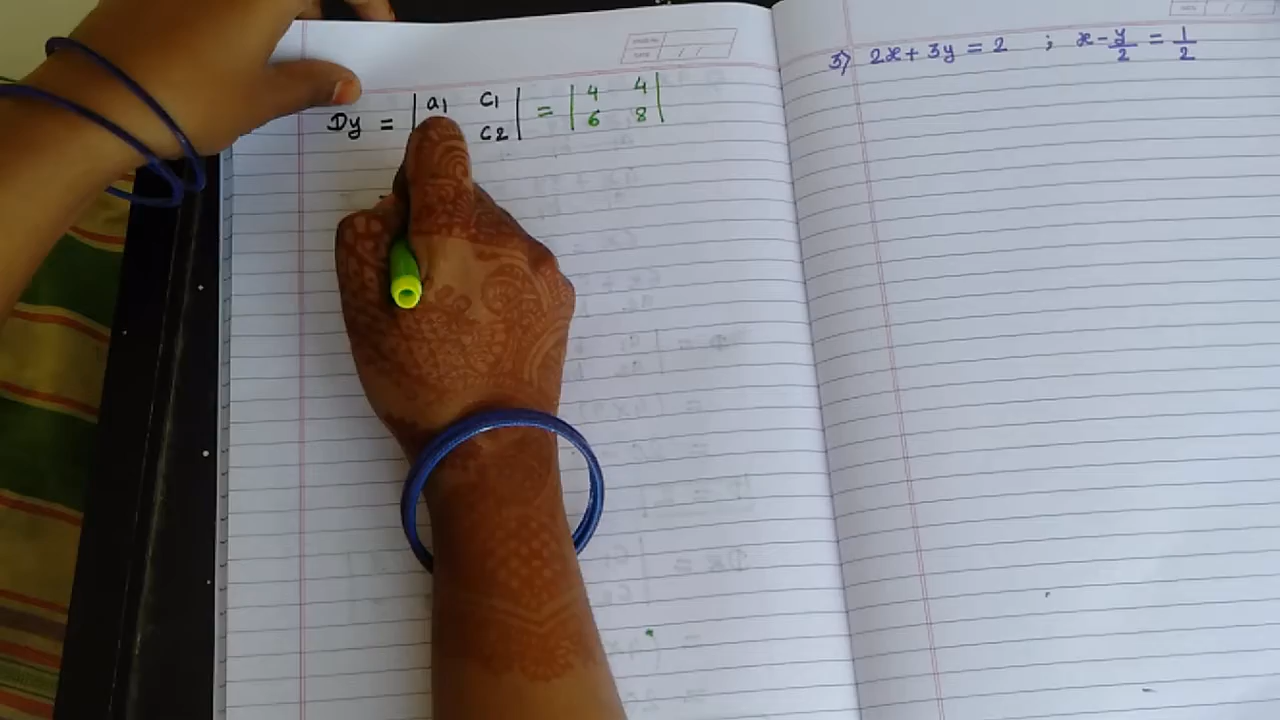 Dy = | a1 c1 | = | 4 4 |
| c2 | | 6 8 |
3) 2x + 3y = 2 ; x - y/2 = 1/2